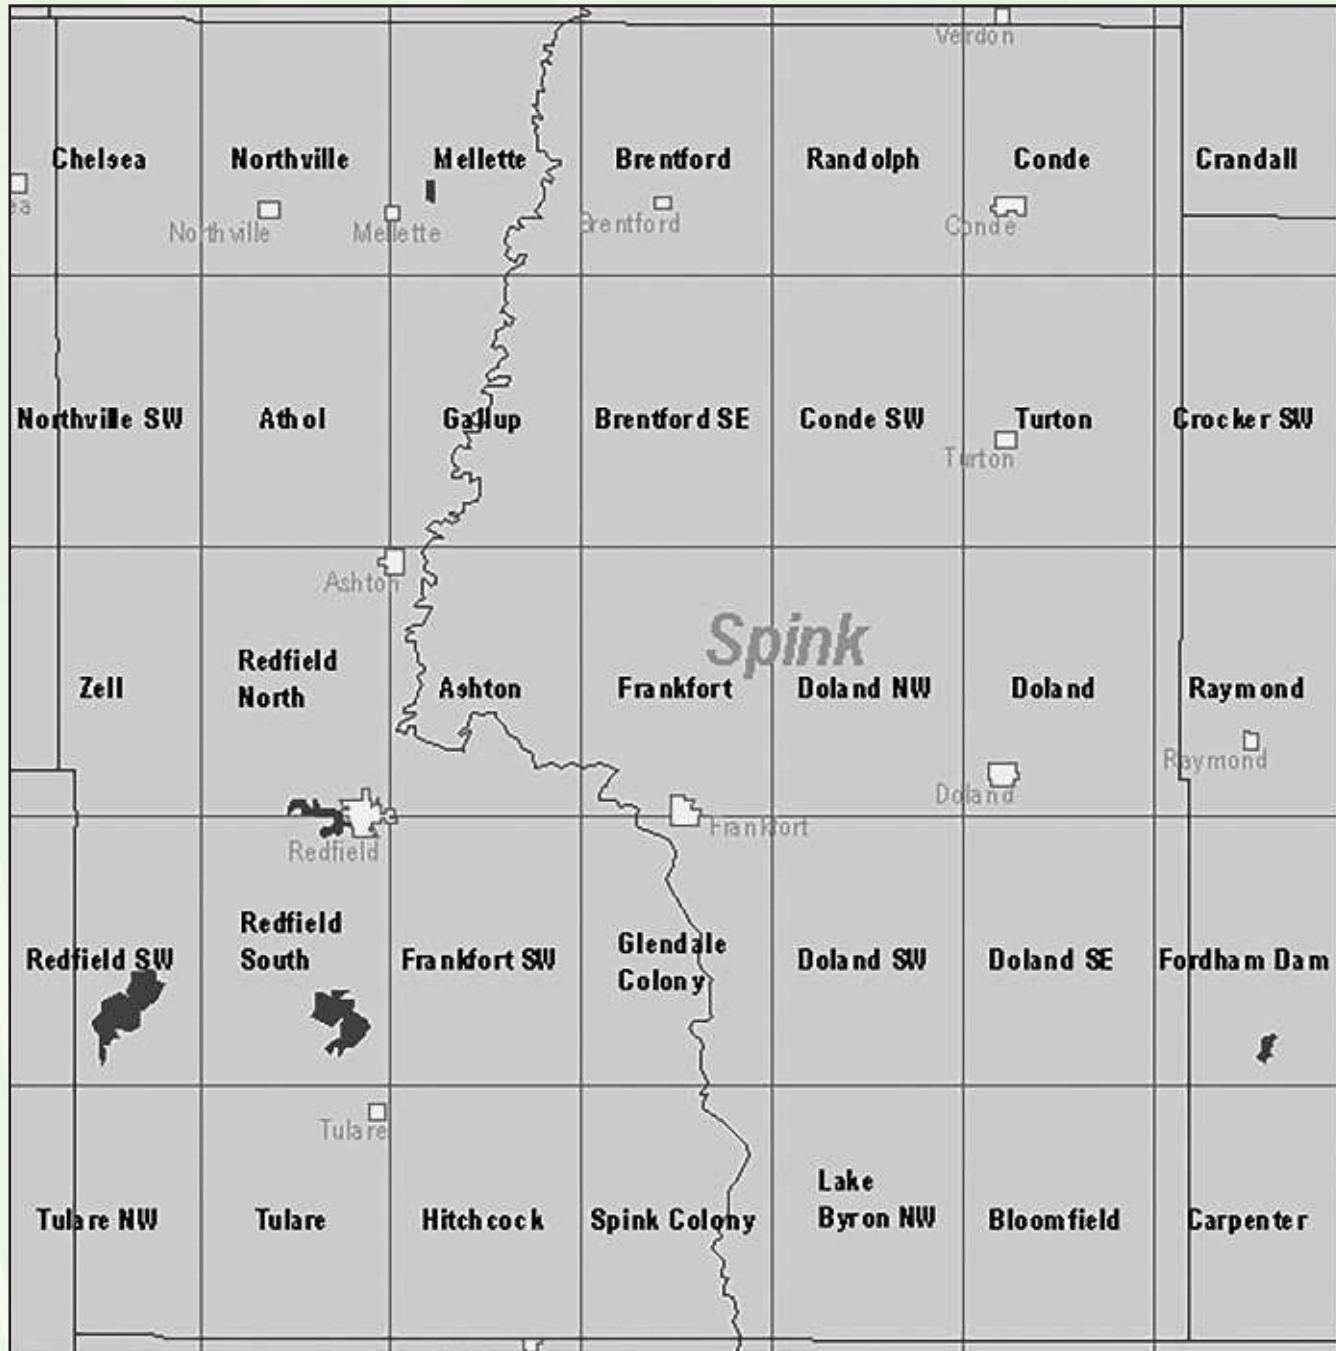 Verdon
Chelsea
Northville
Mellette
Brentford
Randolph
Conde
Crandall
ea
Northville
Mellette
Brentford
Conde
Northville SW
Athol
Gallup
Brentford SE
Conde SW
Turton
Crocker SW
Turton
Ashton
Spink
Zell
Redfield
North
Ashton
Frankfort
Doland NW
Doland
Raymond
Raymond
Doland
Frankfort
Redfield
Redfield SW
Redfield
South
Frankfort SW
Glendale
Colony
Doland SW
Doland SE
Fordham Dam
Tulare
Tulare NW
Tulare
Hitchcock
Spink Colony
Lake
Byron NW
Bloomfield
Carpenter